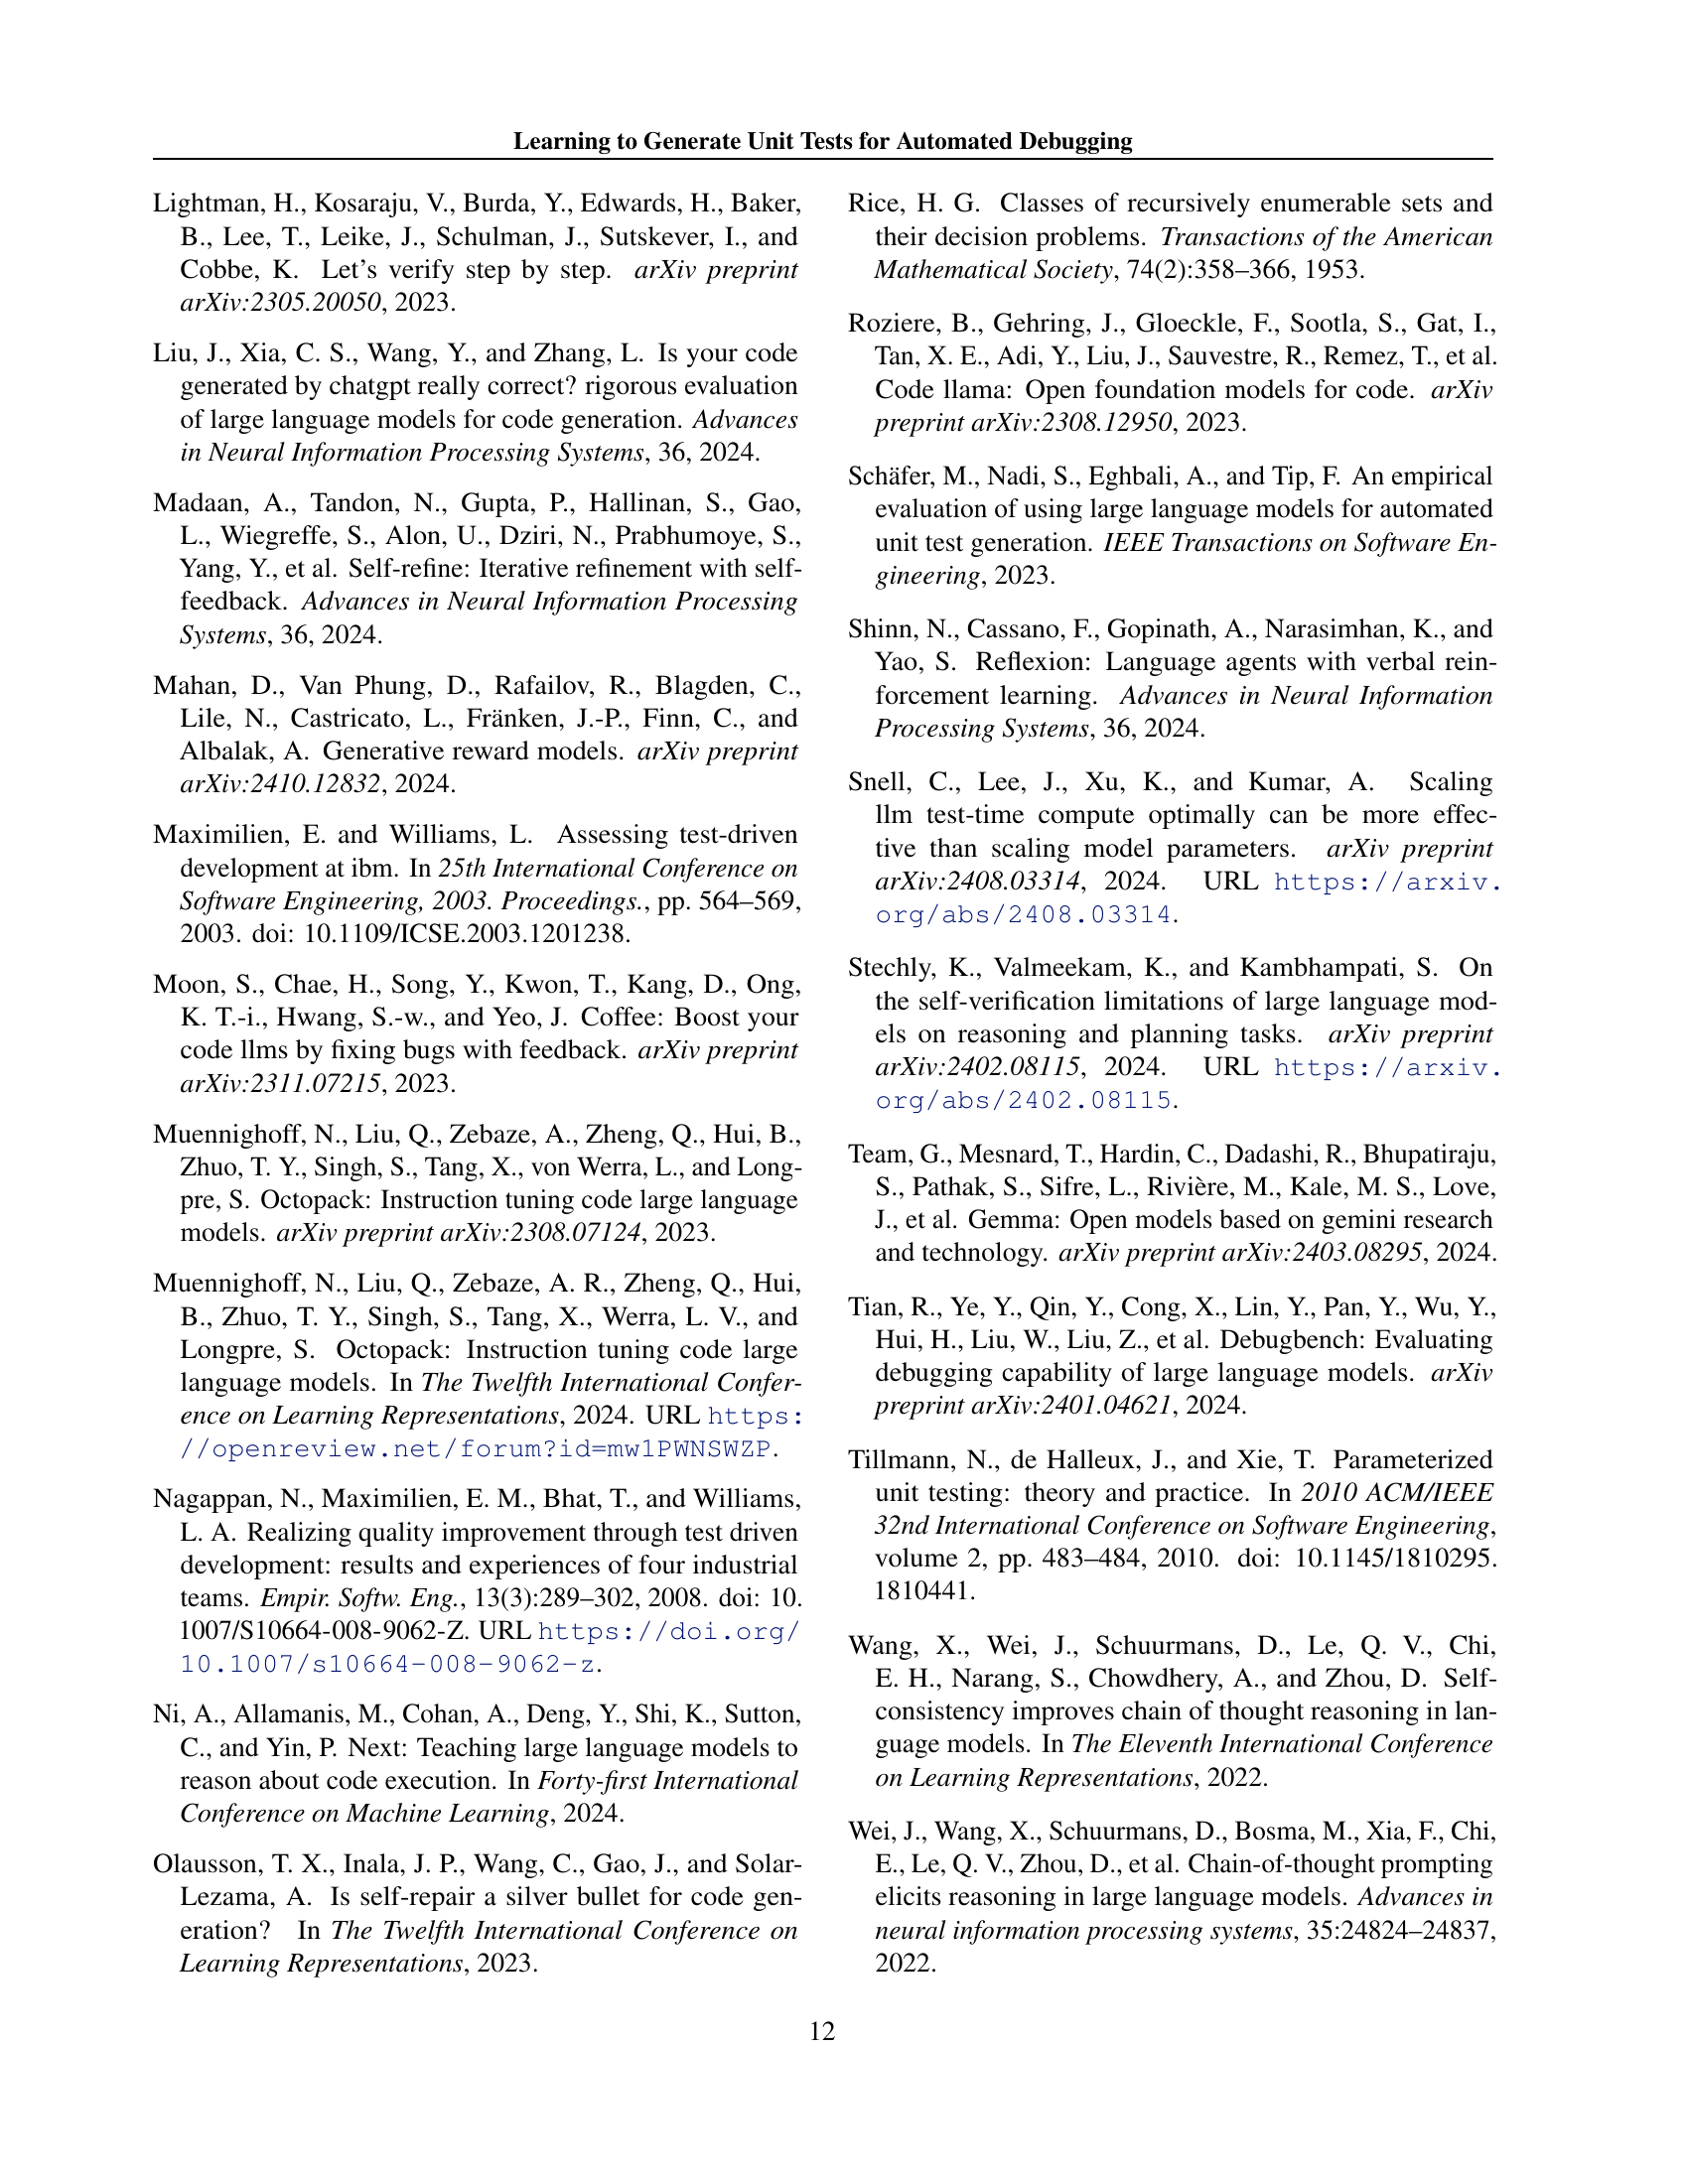 Learning to Generate Unit Tests for Automated Debugging
Lightman, H., Kosaraju, V., Burda, Y., Edwards, H., Baker,
B., Lee, T., Leike, J., Schulman, J., Sutskever, I., and
Cobbe, K. Let's verify step by step. arXiv preprint
arXiv:2305.20050, 2023.
Liu, J., Xia, C. S., Wang, Y., and Zhang, L. Is your code
generated by chatgpt really correct? rigorous evaluation
of large language models for code generation. Advances
in Neural Information Processing Systems, 36, 2024.
Madaan, A., Tandon, N., Gupta, P., Hallinan, S., Gao,
L., Wiegreffe, S., Alon, U., Dziri, N., Prabhumoye, S.,
Yang, Y., et al. Self-refine: Iterative refinement with self-
feedback. Advances in Neural Information Processing
Systems, 36, 2024.
Mahan, D., Van Phung, D., Rafailov, R., Blagden, C.,
Lile, N., Castricato, L., Fränken, J.-P., Finn, C., and
Albalak, A. Generative reward models. arXiv preprint
arXiv:2410.12832, 2024.
Maximilien, E. and Williams, L. Assessing test-driven
development at ibm. In 25th International Conference on
Software Engineering, 2003. Proceedings., pp. 564–569,
2003. doi: 10.1109/ICSE.2003.1201238.
Moon, S., Chae, H., Song, Y., Kwon, T., Kang, D., Ong,
K. T.-i., Hwang, S.-w., and Yeo, J. Coffee: Boost your
code llms by fixing bugs with feedback. arXiv preprint
arXiv:2311.07215, 2023.
Muennighoff, N., Liu, Q., Zebaze, A., Zheng, Q., Hui, B.,
Zhuo, T. Y., Singh, S., Tang, X., von Werra, L., and Long-
pre, S. Octopack: Instruction tuning code large language
models. arXiv preprint arXiv:2308.07124, 2023.
Muennighoff, N., Liu, Q., Zebaze, A. R., Zheng, Q., Hui,
B., Zhuo, T. Y., Singh, S., Tang, X., Werra, L. V., and
Longpre, S. Octopack: Instruction tuning code large
language models. In The Twelfth International Confer-
ence on Learning Representations, 2024. URL https:
//openreview.net/forum?id=mw1PWNSWZP.
Nagappan, N., Maximilien, E. M., Bhat, T., and Williams,
L. A. Realizing quality improvement through test driven
development: results and experiences of four industrial
teams. Empir. Softw. Eng., 13(3):289–302, 2008. doi: 10.
1007/S10664-008-9062-Z. URL https://doi.org/
10.1007/s10664-008-9062-z.
Ni, A., Allamanis, M., Cohan, A., Deng, Y., Shi, K., Sutton,
C., and Yin, P. Next: Teaching large language models to
reason about code execution. In Forty-first International
Conference on Machine Learning, 2024.
Olausson, T. X., Inala, J. P., Wang, C., Gao, J., and Solar-
Lezama, A. Is self-repair a silver bullet for code gen-
eration? In The Twelfth International Conference on
Learning Representations, 2023.
Rice, H. G. Classes of recursively enumerable sets and
their decision problems. Transactions of the American
Mathematical Society, 74(2):358–366, 1953.
Roziere, B., Gehring, J., Gloeckle, F., Sootla, S., Gat, I.,
Tan, X. E., Adi, Y., Liu, J., Sauvestre, R., Remez, T., et al.
Code llama: Open foundation models for code. arXiv
preprint arXiv:2308.12950, 2023.
Schäfer, M., Nadi, S., Eghbali, A., and Tip, F. An empirical
evaluation of using large language models for automated
unit test generation. IEEE Transactions on Software En-
gineering, 2023.
Shinn, N., Cassano, F., Gopinath, A., Narasimhan, K., and
Yao, S. Reflexion: Language agents with verbal rein-
forcement learning. Advances in Neural Information
Processing Systems, 36, 2024.
Snell, C., Lee, J., Xu, K., and Kumar, A. Scaling
llm test-time compute optimally can be more effec-
tive than scaling model parameters. arXiv preprint
arXiv:2408.03314, 2024. URL https://arxiv.
org/abs/2408.03314.
Stechly, K., Valmeekam, K., and Kambhampati, S. On
the self-verification limitations of large language mod-
els on reasoning and planning tasks. arXiv preprint
arXiv:2402.08115, 2024. URL https://arxiv.
org/abs/2402.08115.
Team, G., Mesnard, T., Hardin, C., Dadashi, R., Bhupatiraju,
S., Pathak, S., Sifre, L., Rivière, M., Kale, M. S., Love,
J., et al. Gemma: Open models based on gemini research
and technology. arXiv preprint arXiv:2403.08295, 2024.
Tian, R., Ye, Y., Qin, Y., Cong, X., Lin, Y., Pan, Y., Wu, Y.,
Hui, H., Liu, W., Liu, Z., et al. Debugbench: Evaluating
debugging capability of large language models. arXiv
preprint arXiv:2401.04621, 2024.
Tillmann, N., de Halleux, J., and Xie, T. Parameterized
unit testing: theory and practice. In 2010 ACM/IEEE
32nd International Conference on Software Engineering,
volume 2, pp. 483–484, 2010. doi: 10.1145/1810295.
1810441.
Wang, X., Wei, J., Schuurmans, D., Le, Q. V., Chi,
E. H., Narang, S., Chowdhery, A., and Zhou, D. Self-
consistency improves chain of thought reasoning in lan-
guage models. In The Eleventh International Conference
on Learning Representations, 2022.
Wei, J., Wang, X., Schuurmans, D., Bosma, M., Xia, F., Chi,
E., Le, Q. V., Zhou, D., et al. Chain-of-thought prompting
elicits reasoning in large language models. Advances in
neural information processing systems, 35:24824–24837,
2022.
12